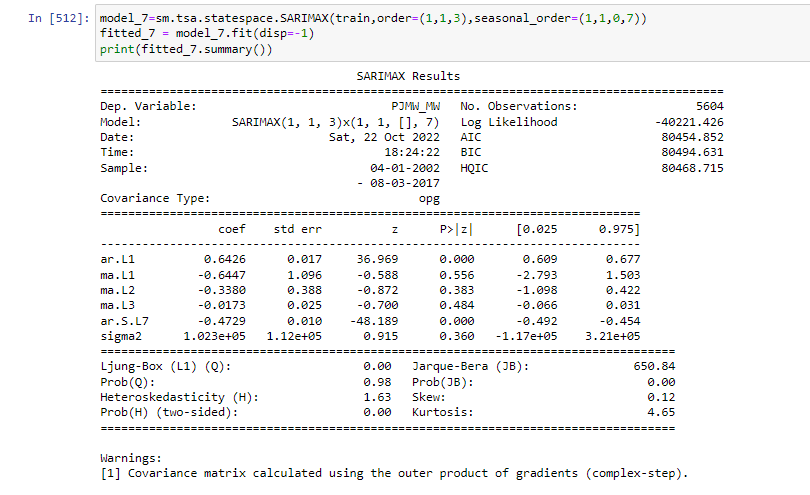 In [512]: model_7=sm.tsa.statespace.SARIMAX(train,order=(1,1,3),seasonal_order=(1,1,0,7))
fitted_7 = model_7.fit(disp=-1)
print(fitted_7.summary())
SARIMAX Results
==============================================================================
Dep. Variable: PJMW_MW No. Observations: 5604
Model: SARIMAX(1, 1, 3)x(1, 1, [], 7) Log Likelihood -40221.426
Date: Sat, 22 Oct 2022 AIC 80454.852
Time: 18:24:22 BIC 80494.631
Sample: 04-01-2002 HQIC 80468.715
- 08-03-2017
Covariance Type: opg
==============================================================================
coef std err z P>|z| [0.025 0.975]
------------------------------------------------------------------------------
ar.L1 0.6426 0.017 36.969 0.000 0.609 0.677
ma.L1 -0.6447 1.096 -0.588 0.556 -2.793 1.503
ma.L2 -0.3380 0.388 -0.872 0.383 -1.098 0.422
ma.L3 -0.0173 0.025 -0.700 0.484 -0.066 0.031
ar.S.L7 -0.4729 0.010 -48.189 0.000 -0.492 -0.454
sigma2 1.023e+05 1.12e+05 0.915 0.360 -1.17e+05 3.21e+05
==============================================================================
Ljung-Box (L1) (Q): 0.00 Jarque-Bera (JB): 650.84
Prob(Q): 0.98 Prob(JB): 0.00
Heteroskedasticity (H): 1.63 Skew: 0.12
Prob(H) (two-sided): 0.00 Kurtosis: 4.65
==============================================================================
Warnings:
[1] Covariance matrix calculated using the outer product of gradients (complex-step).